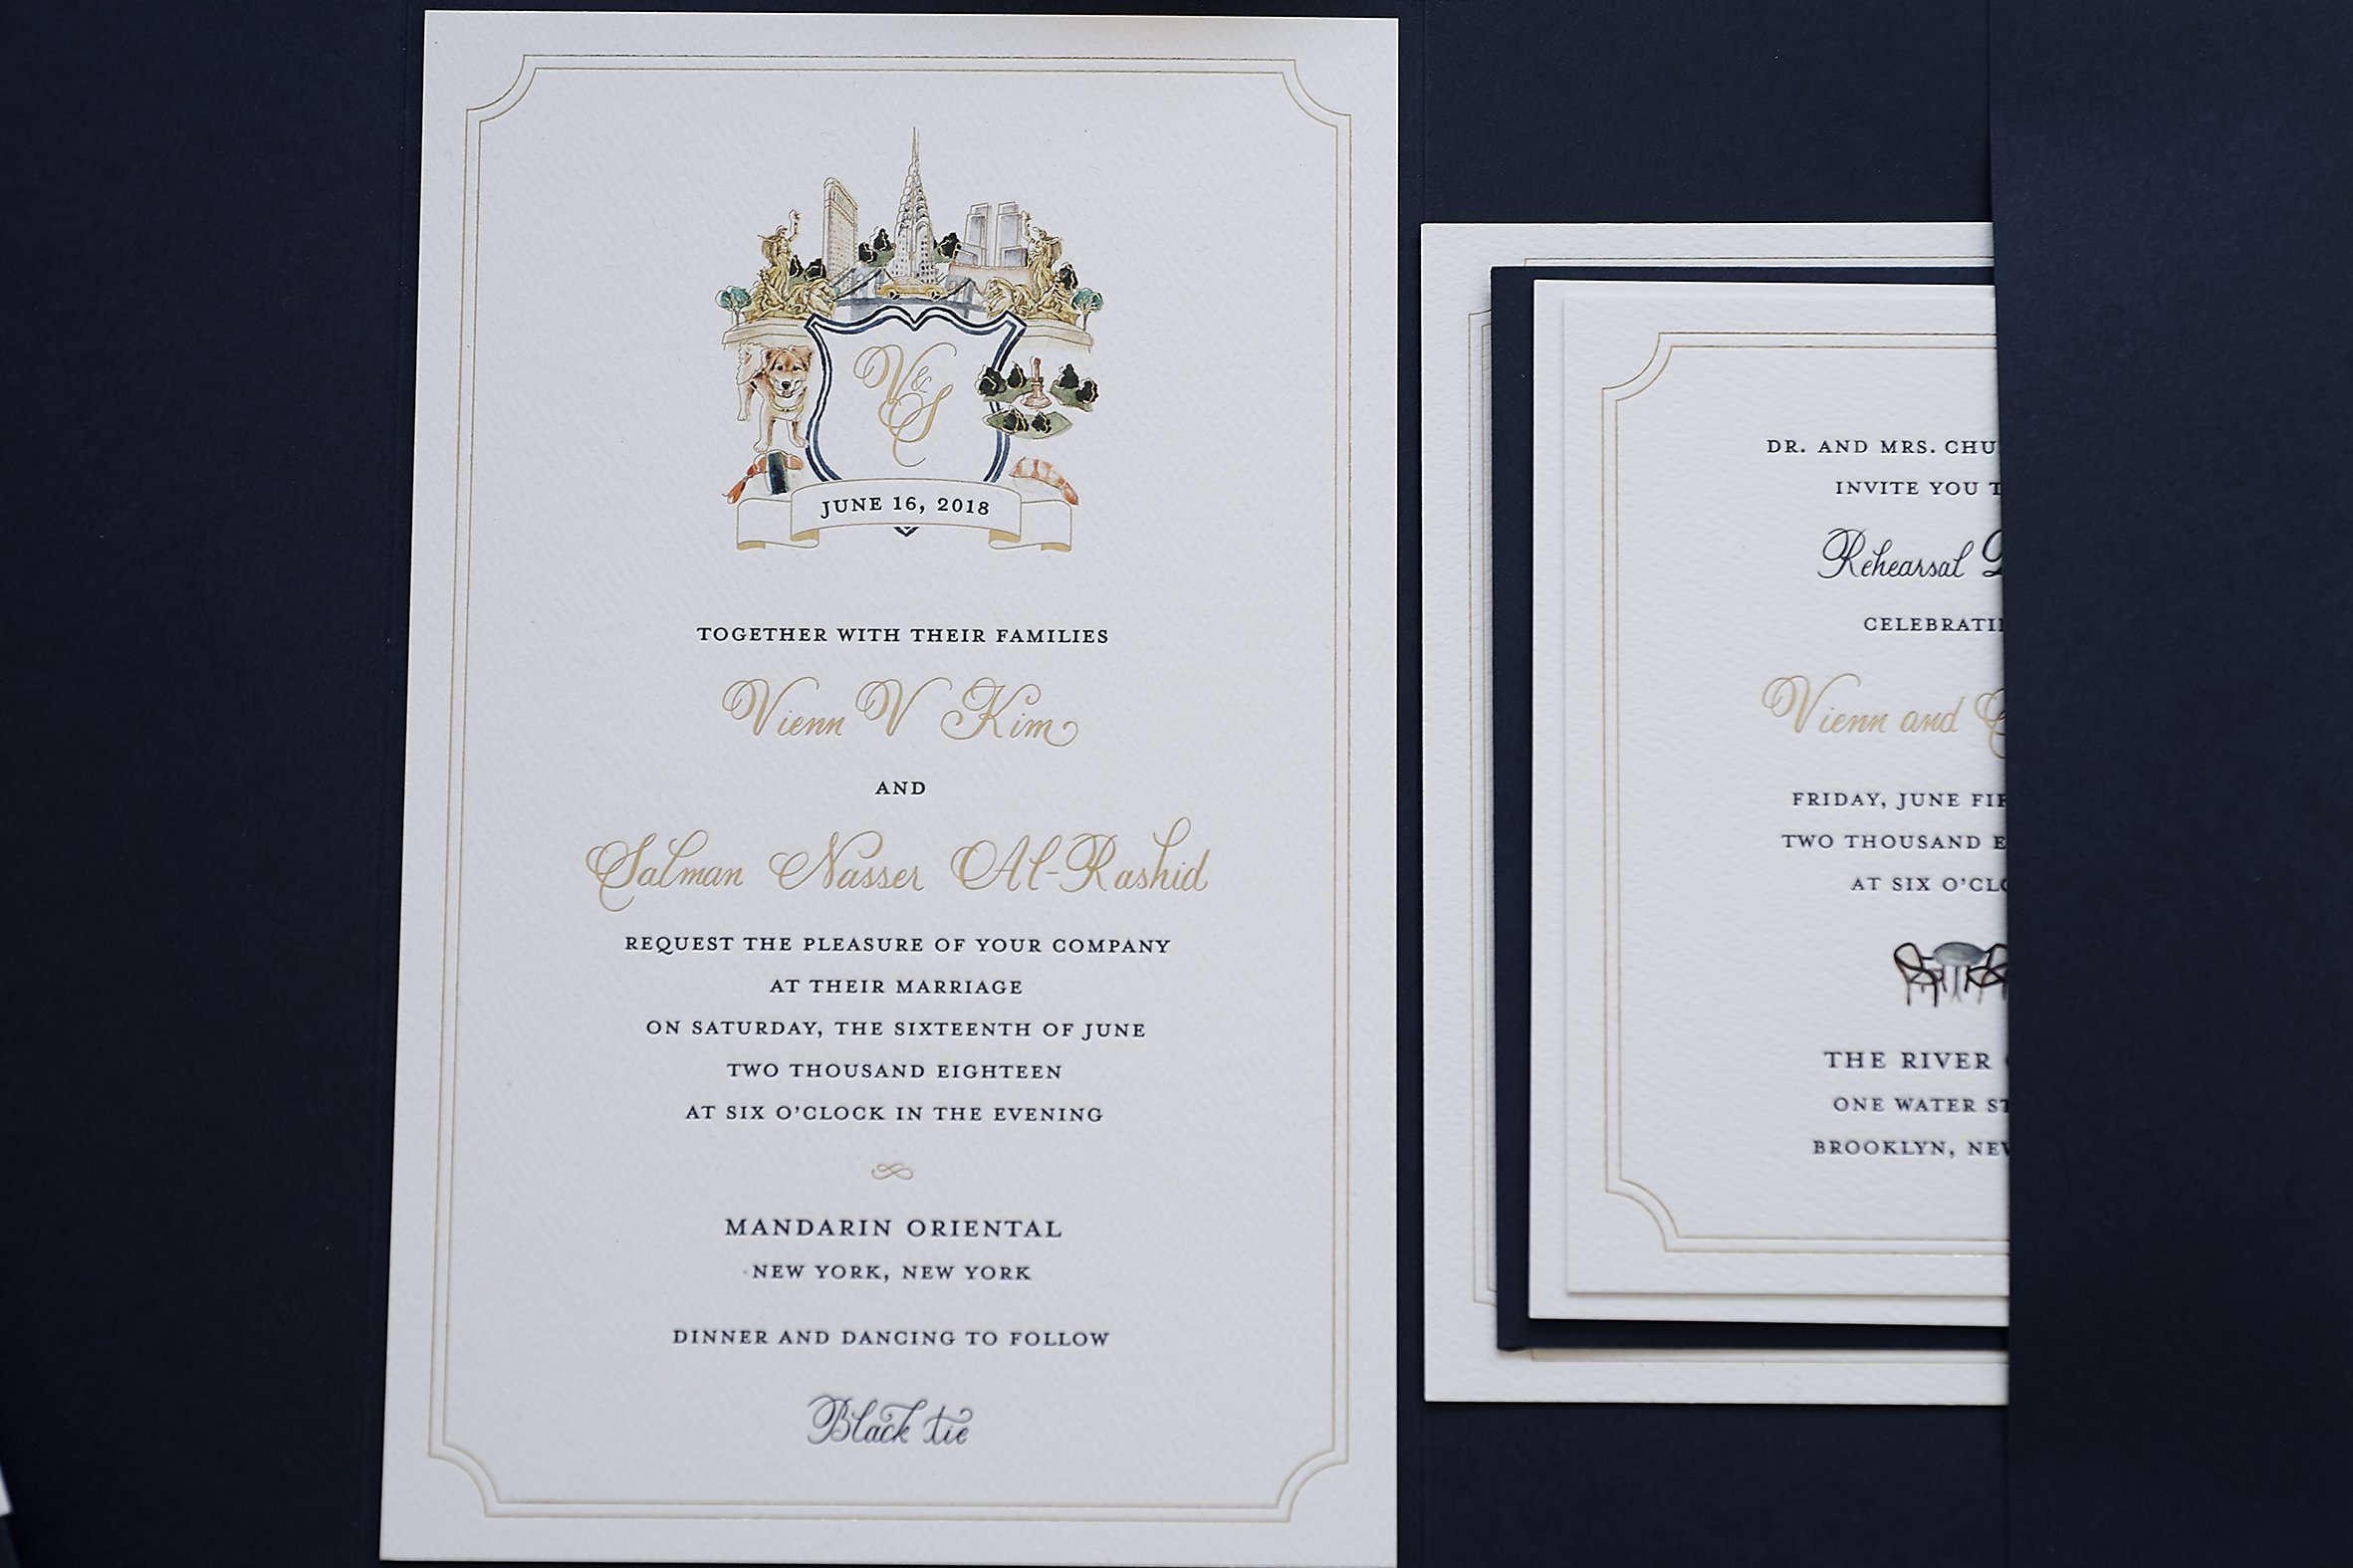 V & S
JUNE 16, 2018
TOGETHER WITH THEIR FAMILIES
Vienn V Kim
AND
Salman Nasser Al-Rashid
REQUEST THE PLEASURE OF YOUR COMPANY
AT THEIR MARRIAGE
ON SATURDAY, THE SIXTEENTH OF JUNE
TWO THOUSAND EIGHTEEN
AT SIX O'CLOCK IN THE EVENING
MANDARIN ORIENTAL
NEW YORK, NEW YORK
DINNER AND DANCING TO FOLLOW
Black tie
DR. AND MRS.
INVITE YOU
Rehearsal
Vienn and
FRIDAY, JUNE
TWO THOUSAND
AT SIX
THE RIVER
ONE WATER
BROOKLYN,